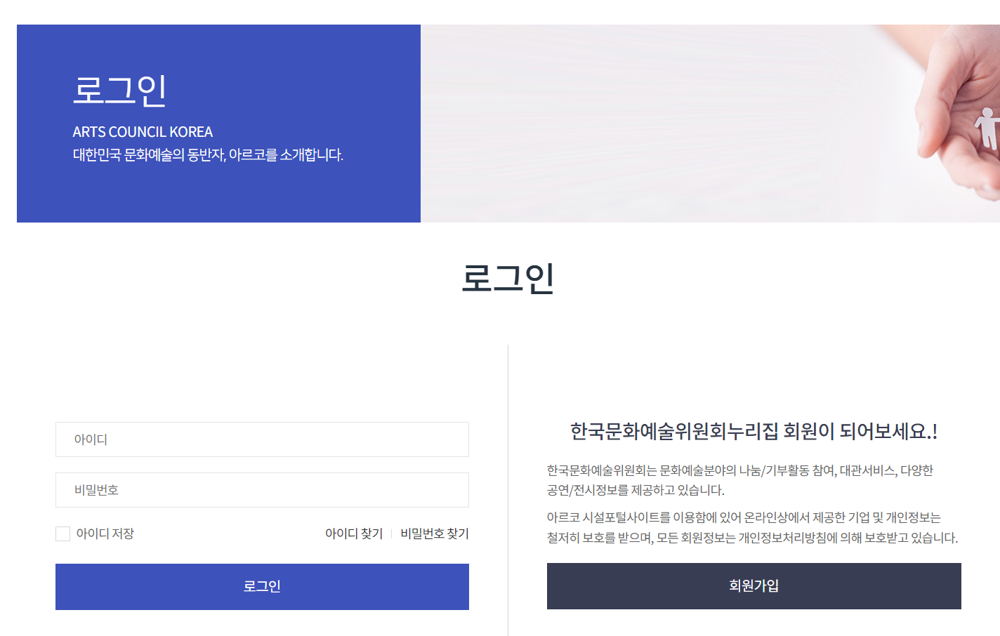 로그인
ARTS COUNCIL KOREA
대한민국 문화예술의 동반자, 아르코를 소개합니다.
로그인
아이디
비밀번호
아이디 저장
아이디 찾기
비밀번호 찾기
로그인
한국문화예술위원회누리집 회원이 되어보세요.!
한국문화예술위원회는 문화예술분야의 나눔/기부활동 참여, 대관서비스, 다양한
공연/전시정보를 제공하고 있습니다.
아르코 시설포털사이트를 이용함에 있어 온라인상에서 제공한 기업 및 개인정보는
철저히 보호를 받으며, 모든 회원정보는 개인정보처리방침에 의해 보호받고 있습니다.
회원가입